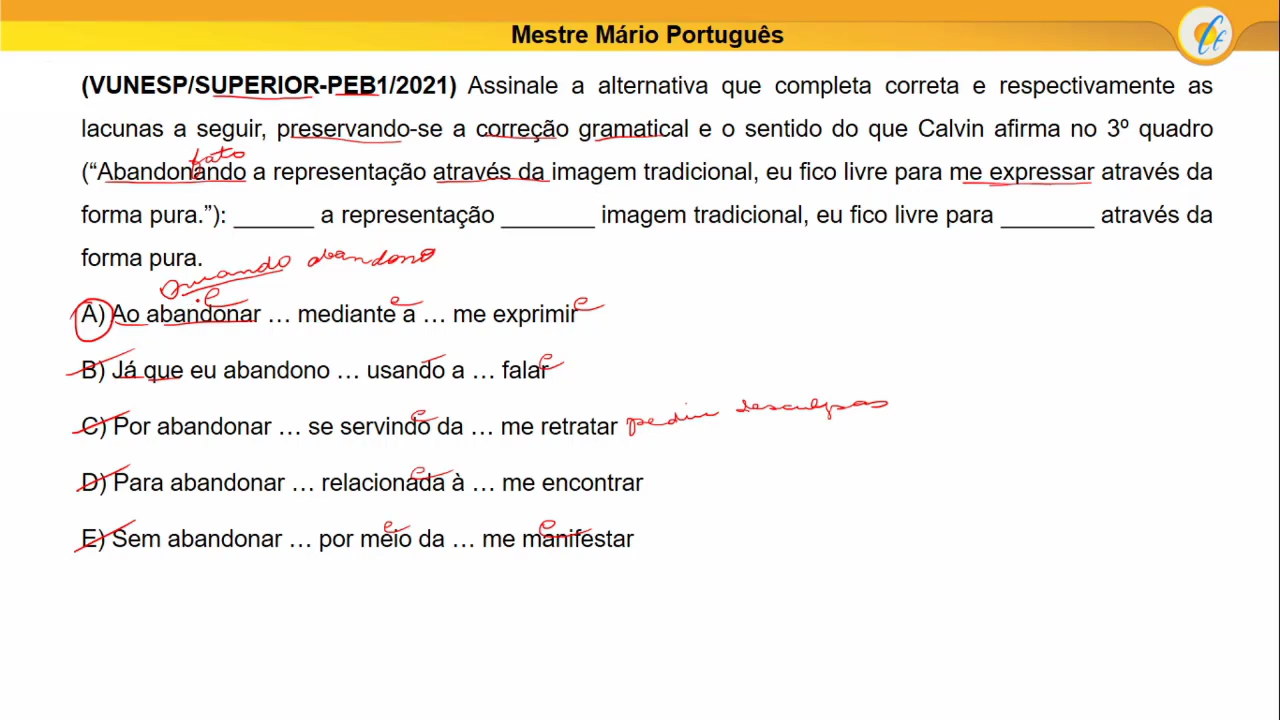 Mestre Mário Português
(VUNESP/SUPERIOR-PEB1/2021) Assinale a alternativa que completa correta e respectivamente as
lacunas a seguir, preservando-se a correção gramatical e o sentido do que Calvin afirma no 3º quadro
fato
(“Abandonando a representação através da imagem tradicional, eu fico livre para me expressar através da
forma pura.”): ______ a representação _______ imagem tradicional, eu fico livre para _______ através da
forma pura.
Quando abandono
A) Ao abandonar … mediante a … me exprimir
B) Já que eu abandono … usando a … falar
C) Por abandonar … se servindo da … me retratar pedir desculpas
D) Para abandonar … relacionada à … me encontrar
E) Sem abandonar … por meio da … me manifestar